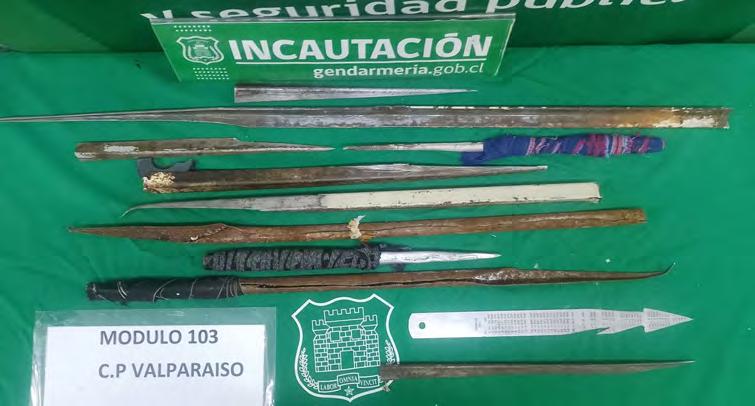 y seguridad públic
INCAUTACIÓN
gendarmeria.gob.cl
MODULO 103
C.P VALPARAISO
LABOR OMNIA VINCIT